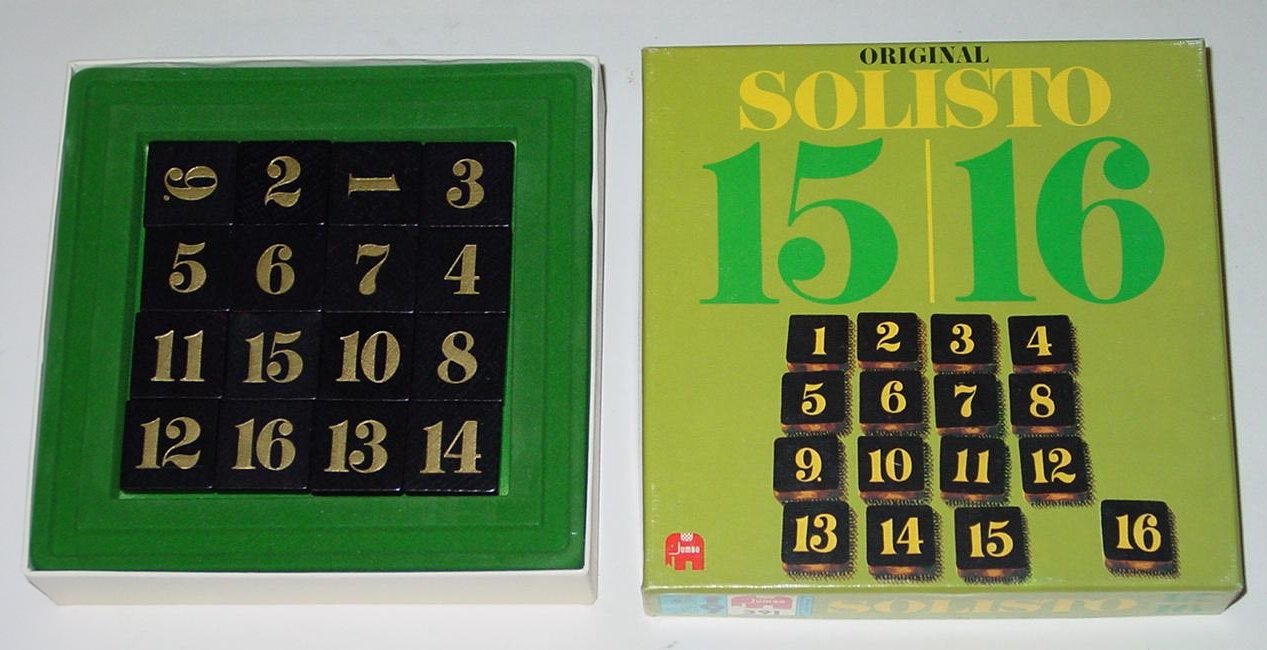 9. 2 1 3
5 6 7 4
11 15 10 8
12 16 13 14
ORIGINAL
SOLISTO
15 16
1 2 3 4
5 6 7 8
9. 10 11 12
13 14 15 16
Jumbo
Jumbo
391
SOLISTO